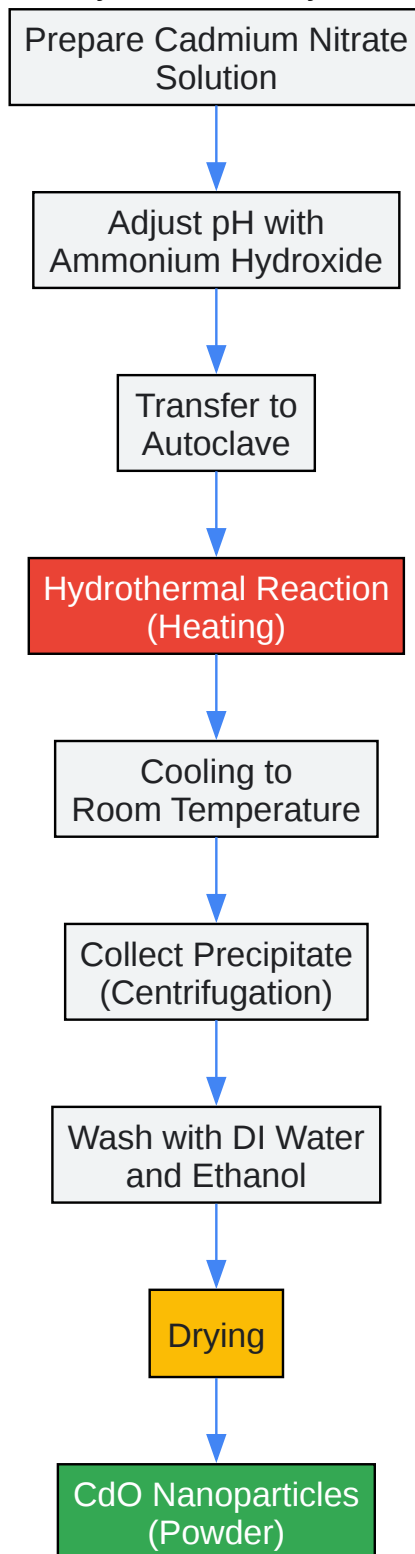 Prepare Cadmium Nitrate
Solution
Adjust pH with
Ammonium Hydroxide
Transfer to
Autoclave
Hydrothermal Reaction
(Heating)
Cooling to
Room Temperature
Collect Precipitate
(Centrifugation)
Wash with DI Water
and Ethanol
Drying
CdO Nanoparticles
(Powder)